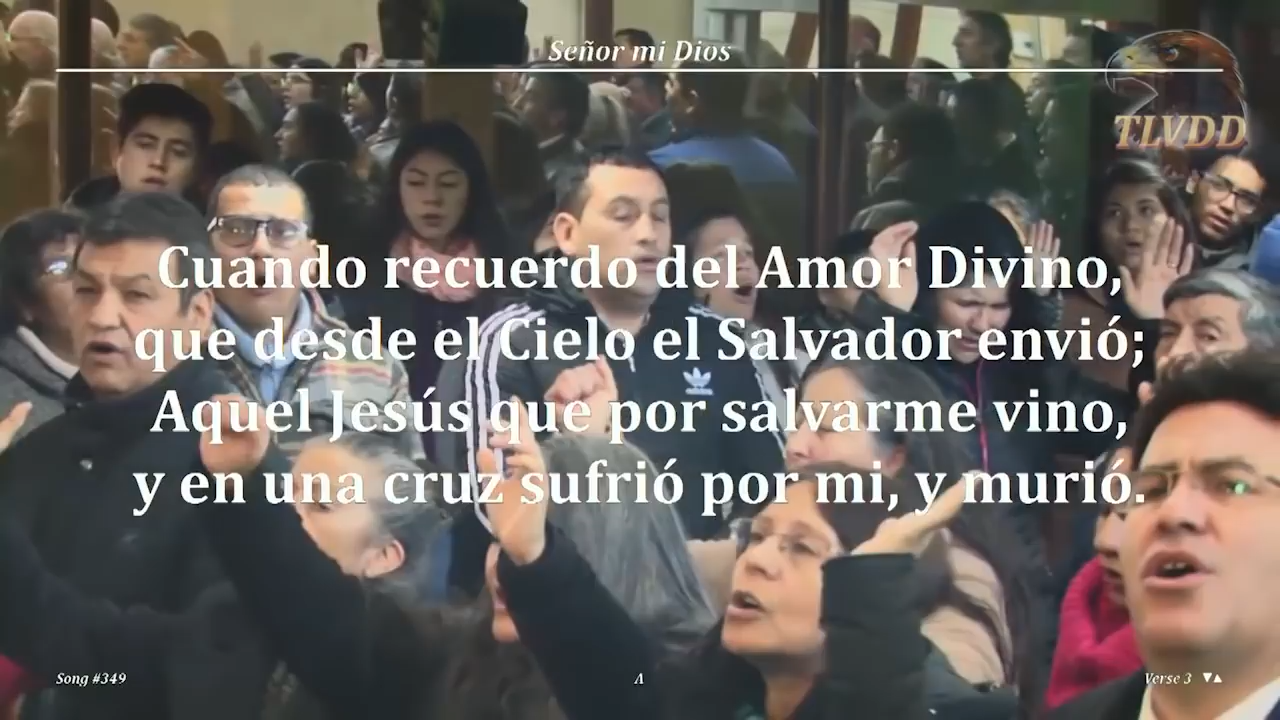 Señor mi Dios
TLVDD
Cuando recuerdo del Amor Divino,
que desde el Cielo el Salvador envió;
Aquel Jesús que por salvarme vino,
y en una cruz sufrió por mi, y murió.
Song #349
Λ
Verse 3 ▼▲